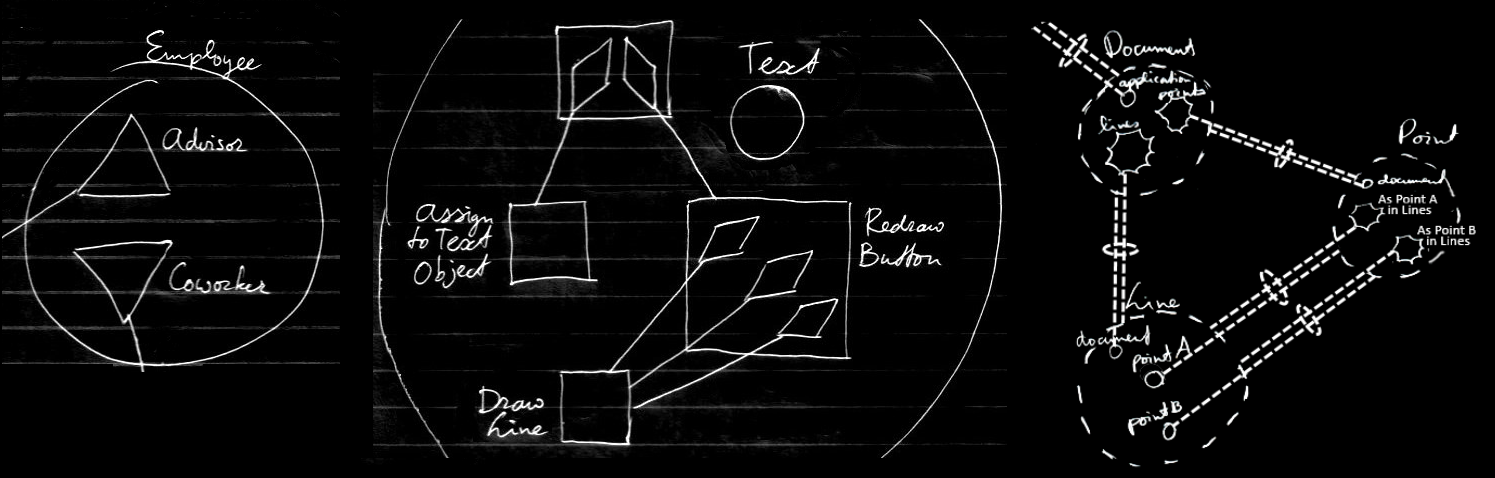 Employee
Advisor
Coworker
Text
Assign
to Text
Object
Redraw
Button
Draw
Line
Document
application
points
lines
Point
document
As Point A
in Lines
As Point B
in Lines
Line
document
point A
point B